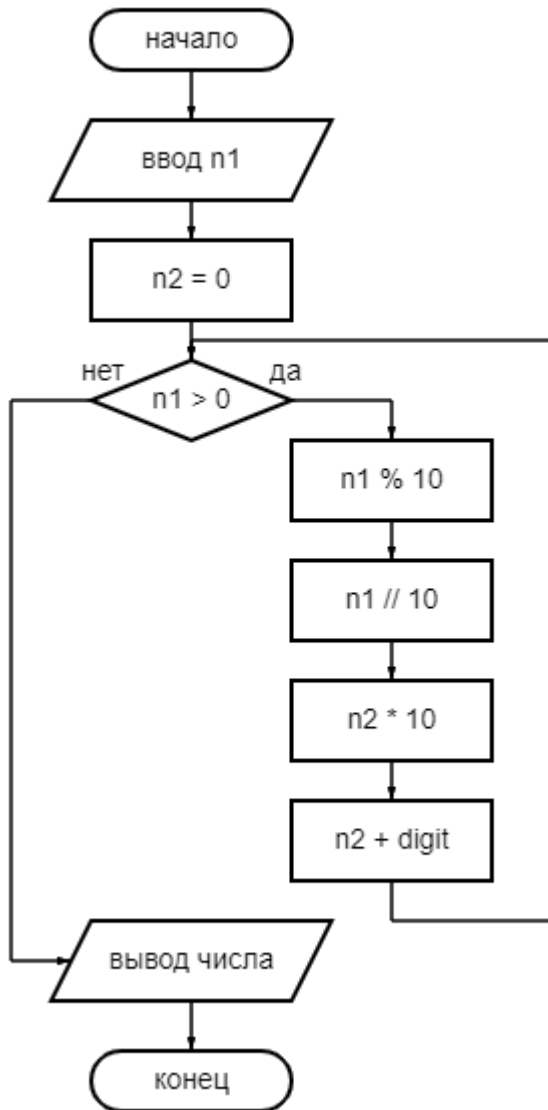 начало
ввод n1
n2 = 0
нет
да
n1 > 0
n1 % 10
n1 // 10
n2 * 10
n2 + digit
вывод числа
конец